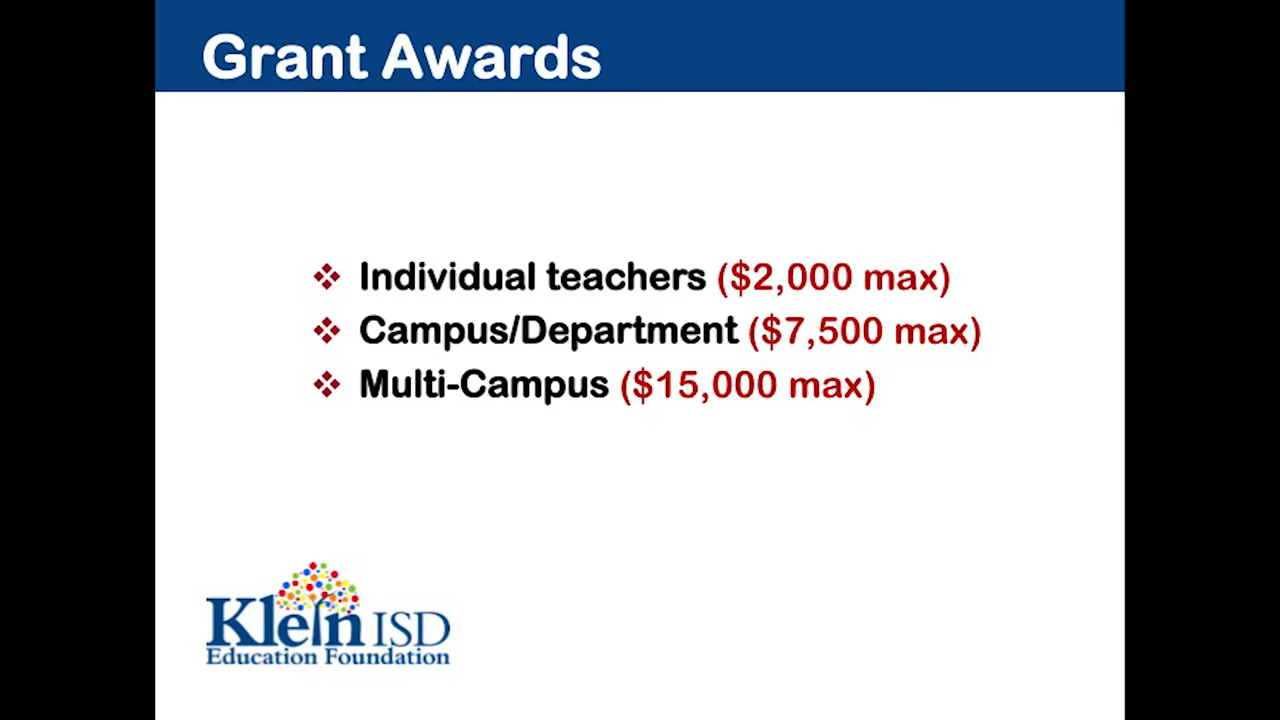 Grant Awards
❖ Individual teachers ($2,000 max)
❖ Campus/Department ($7,500 max)
❖ Multi-Campus ($15,000 max)
Klein ISD
Education Foundation